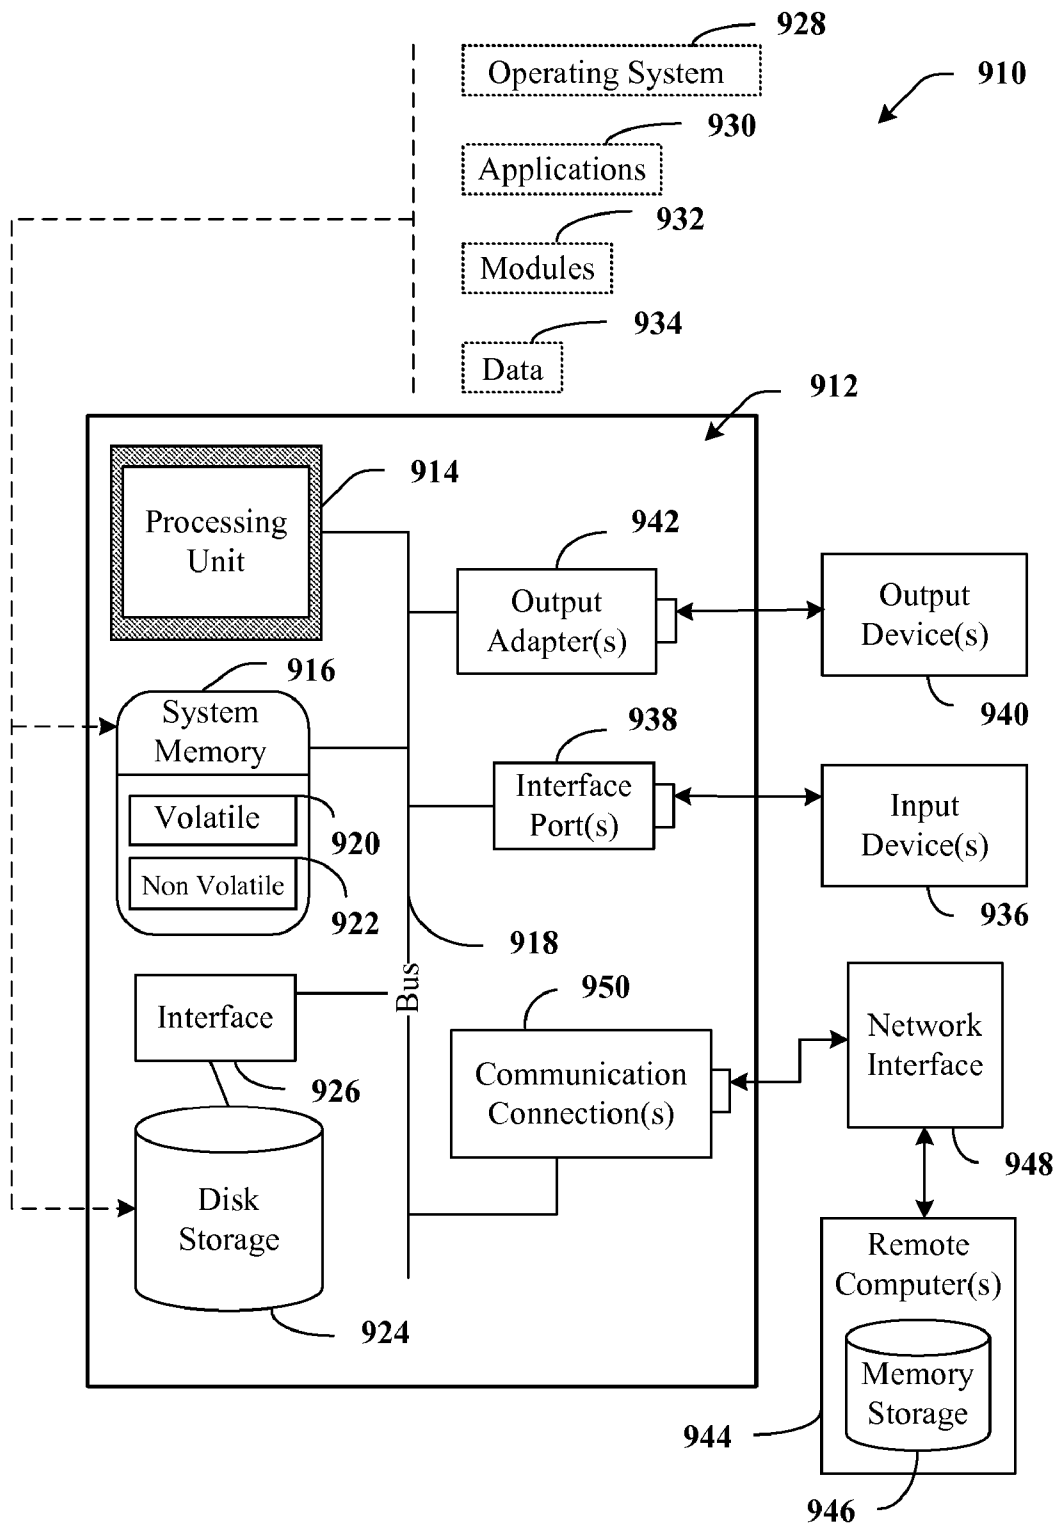 928
Operating System
910
930
Applications
932
Modules
934
Data
912
914
Processing
Unit
942
Output
Adapter(s)
Output
Device(s)
940
916
System
Memory
938
Interface
Port(s)
Input
Device(s)
936
Volatile
920
Non Volatile
922
918
Bus
950
Interface
926
Communication
Connection(s)
Network
Interface
948
Disk
Storage
924
Remote
Computer(s)
Memory
Storage
944
946